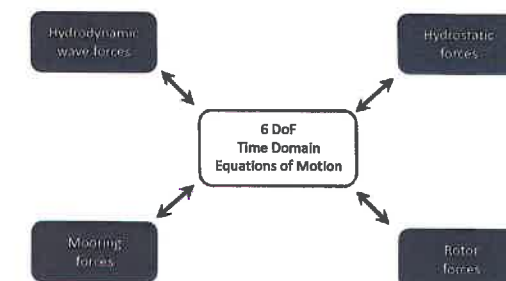 Hydrodynamic
wave forces
Hydrostatic
forces
6 DoF
Time Domain
Equations of Motion
Mooring
forces
Rotor
forces